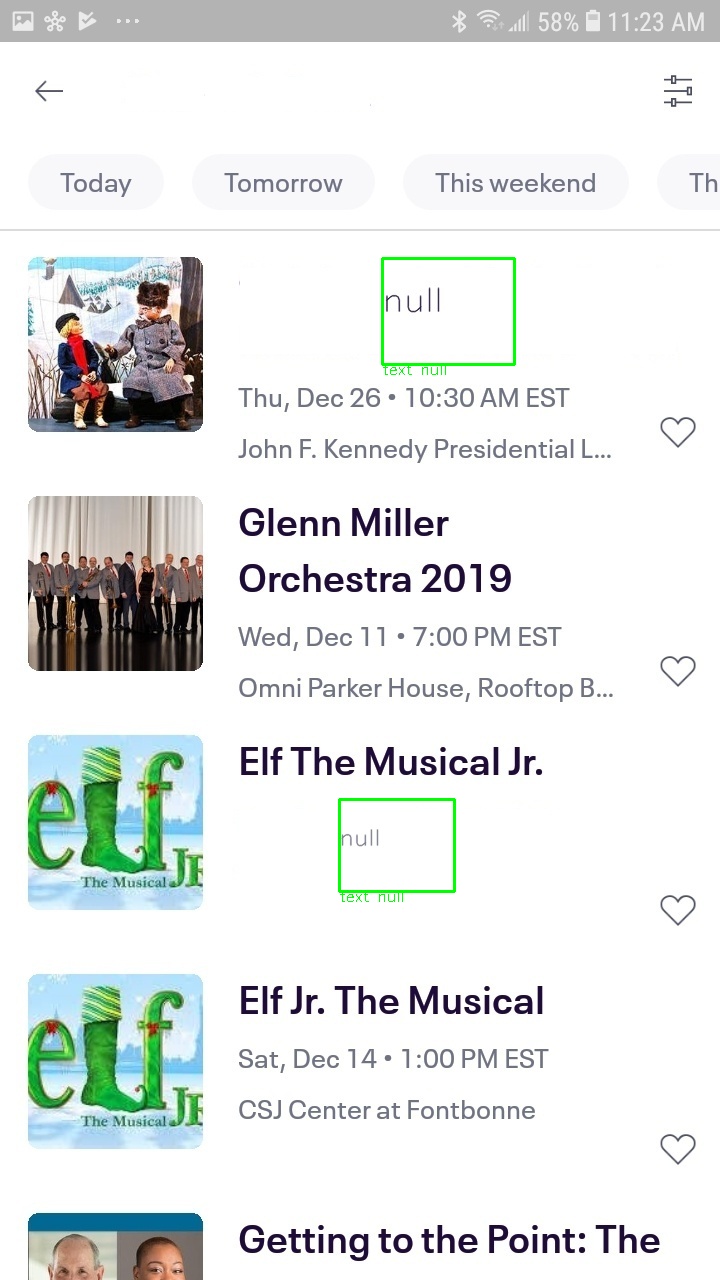 58% 11:23 AM
Today Tomorrow This weekend Th
null
text null
Thu, Dec 26 • 10:30 AM EST
John F. Kennedy Presidential L...
Glenn Miller
Orchestra 2019
Wed, Dec 11 • 7:00 PM EST
Omni Parker House, Rooftop B...
elf JR
The Musical
Elf The Musical Jr.
null
text null
elf JR
The Musical
Elf Jr. The Musical
Sat, Dec 14 • 1:00 PM EST
CSJ Center at Fontbonne
Getting to the Point: The